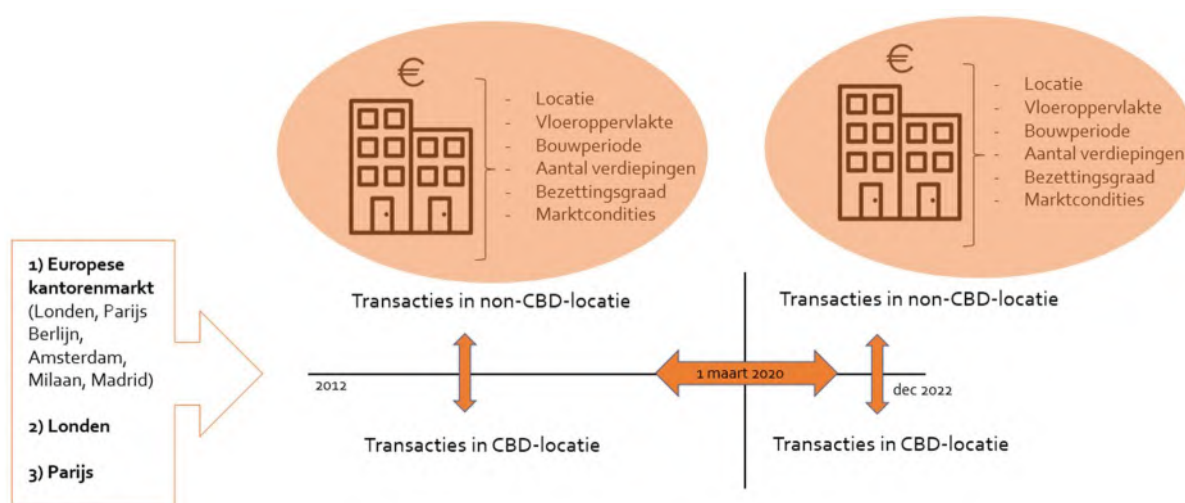 €
- Locatie
- Vloeroppervlakte
- Bouwperiode
- Aantal verdiepingen
- Bezettingsgraad
- Marktcondities
€
- Locatie
- Vloeroppervlakte
- Bouwperiode
- Aantal verdiepingen
- Bezettingsgraad
- Marktcondities
1) Europese
kantorenmarkt
(Londen, Parijs
Berlijn,
Amsterdam,
Milaan, Madrid)
2) Londen
3) Parijs
Transacties in non-CBD-locatie
Transacties in non-CBD-locatie
2012
1 maart 2020
dec 2022
Transacties in CBD-locatie
Transacties in CBD-locatie